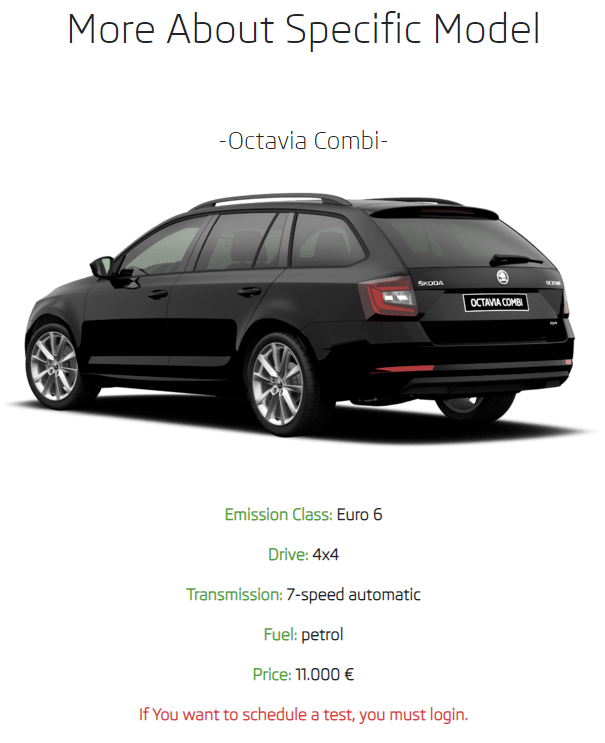 More About Specific Model
-Octavia Combi-
ŠKODA
OCTAVIA COMBI
Emission Class: Euro 6
Drive: 4x4
Transmission: 7-speed automatic
Fuel: petrol
Price: 11.000 €
If You want to schedule a test, you must login.